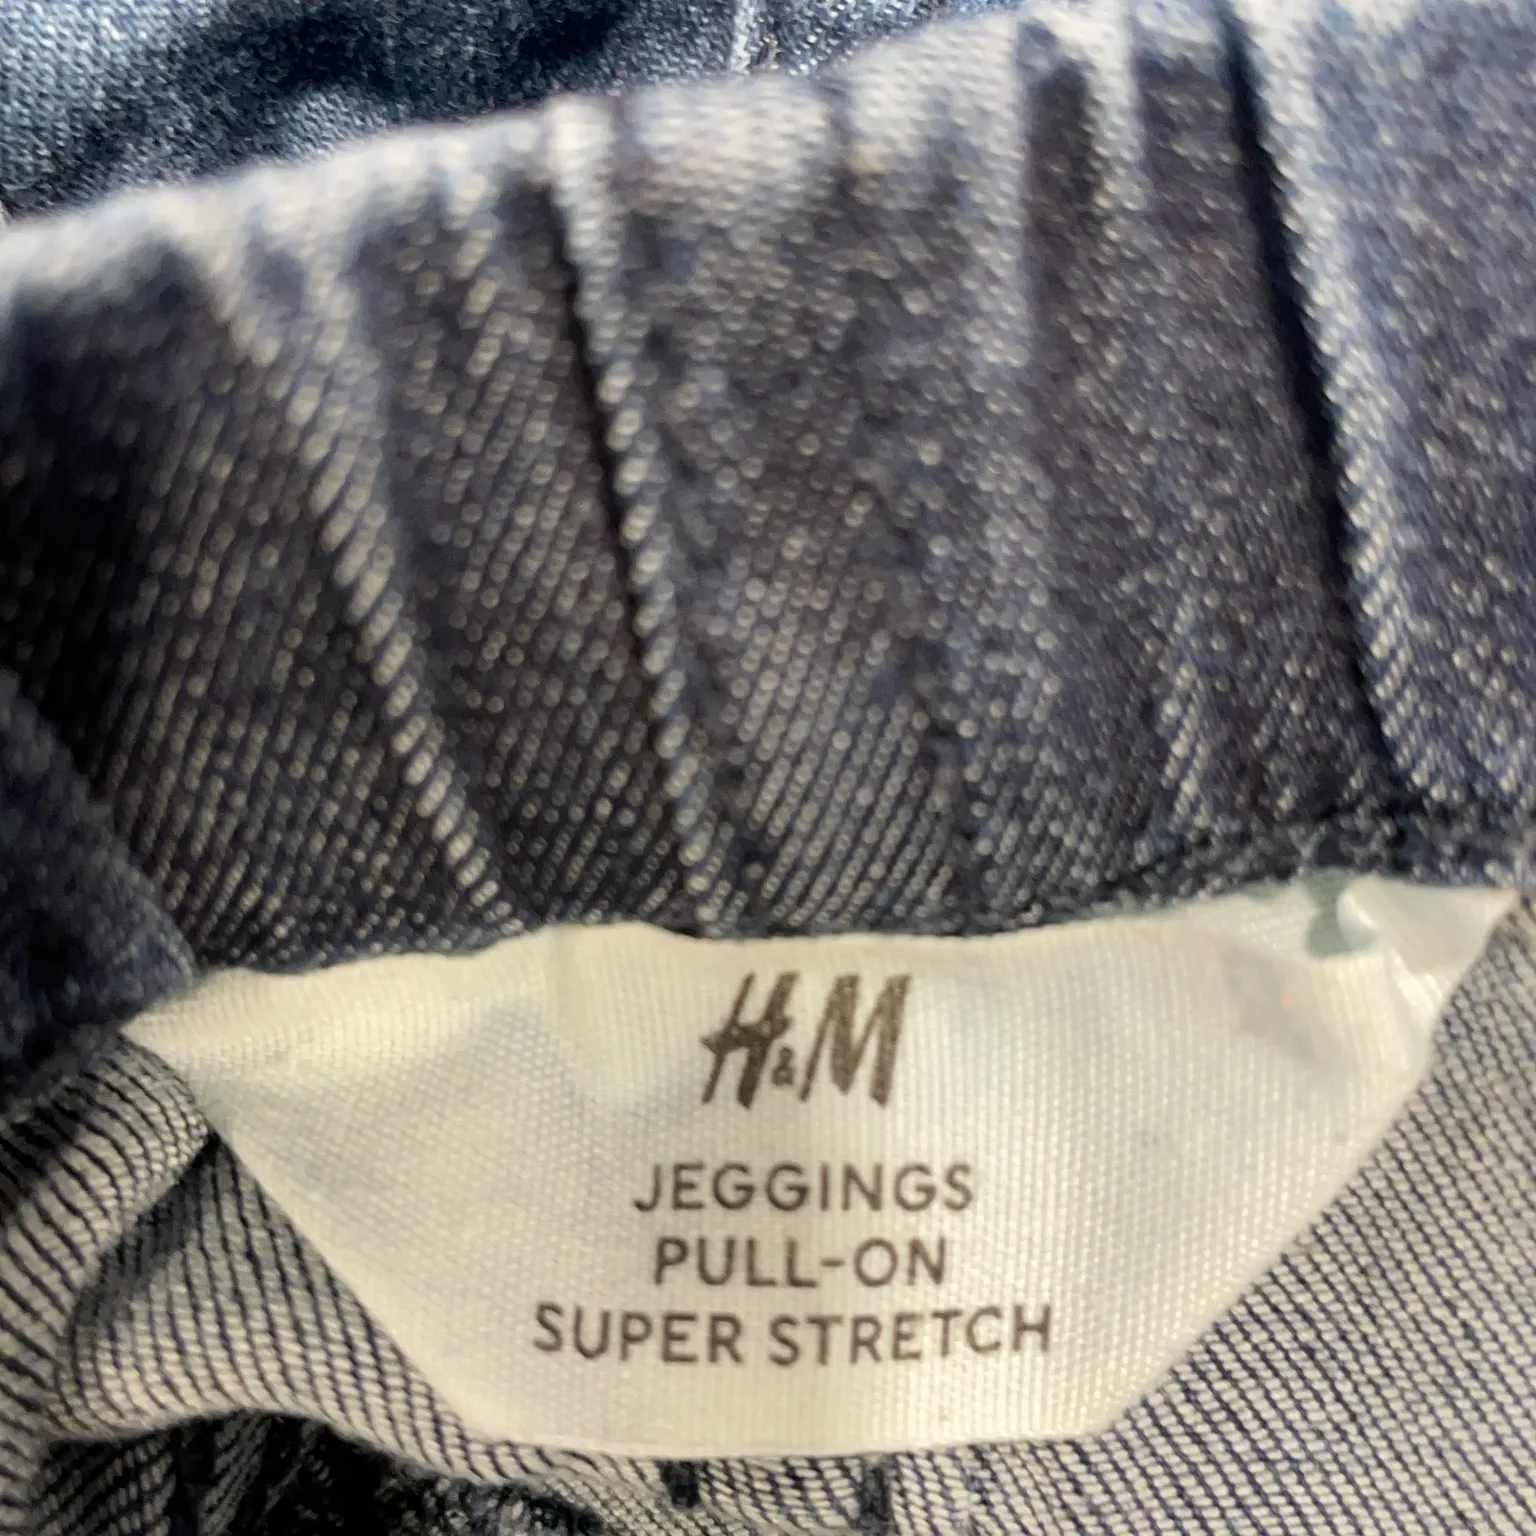 H&M
JEGGINGS
PULL-ON
SUPER STRETCH